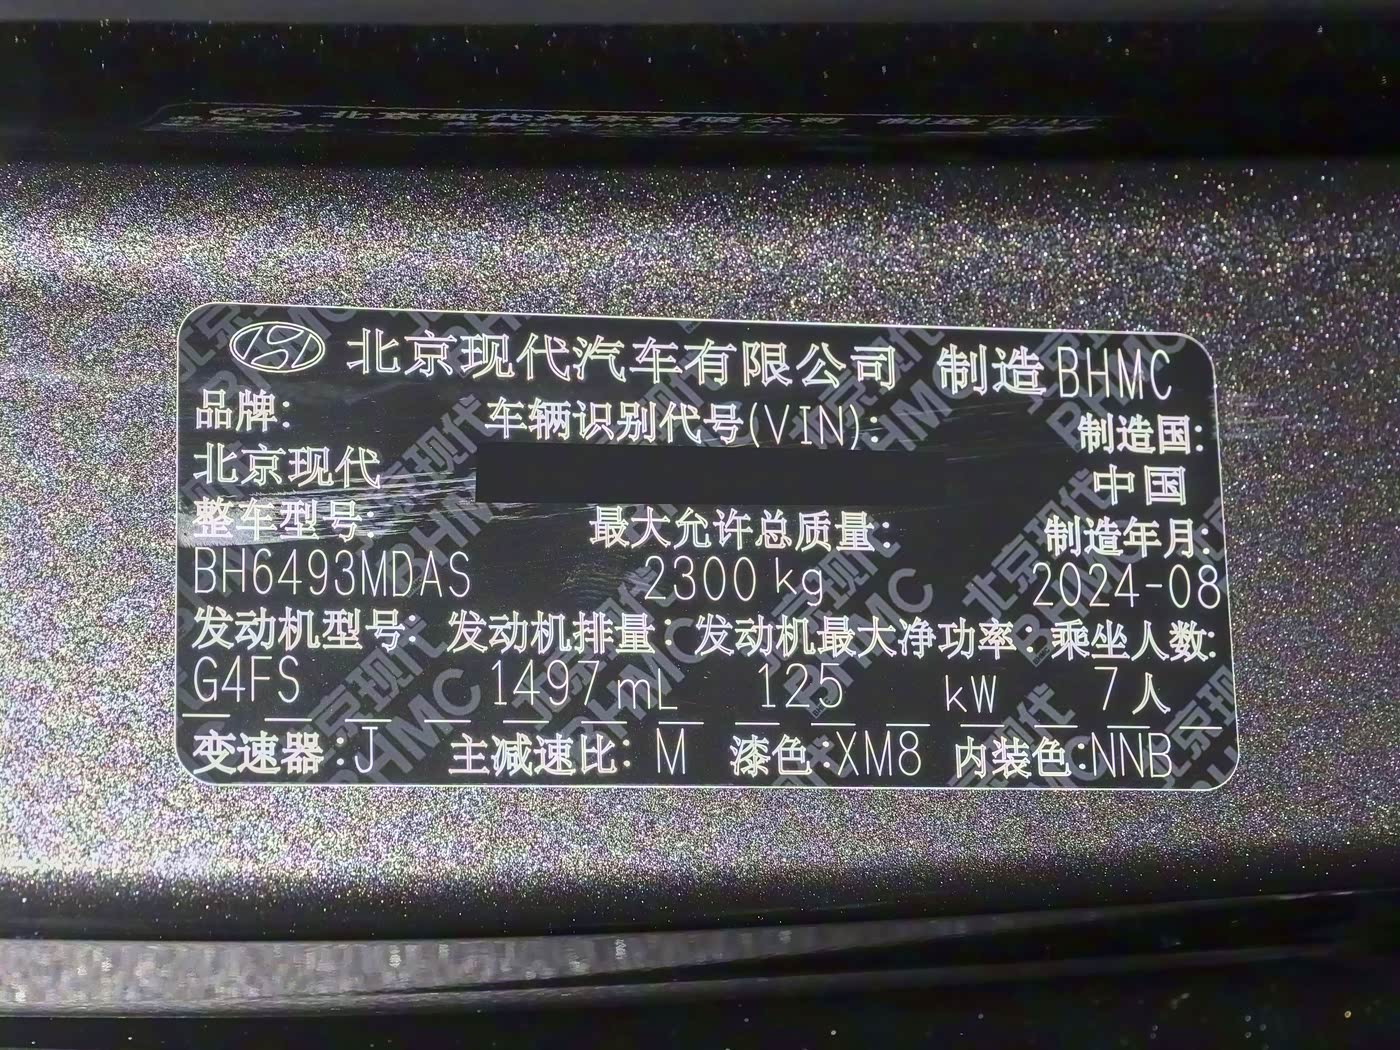 北京现代汽车有限公司 制造BHMC
品牌: 车辆识别代号(VIN): 制造国:
北京现代 中国
整车型号: 最大允许总质量: 制造年月:
BH6493MDAS 2300 kg 2024-08
发动机型号: 发动机排量: 发动机最大净功率: 乘坐人数:
G4FS 1497 mL 125 kW 7人
变速器:J 主减速比: M 漆色:XM8 内装色:NNB